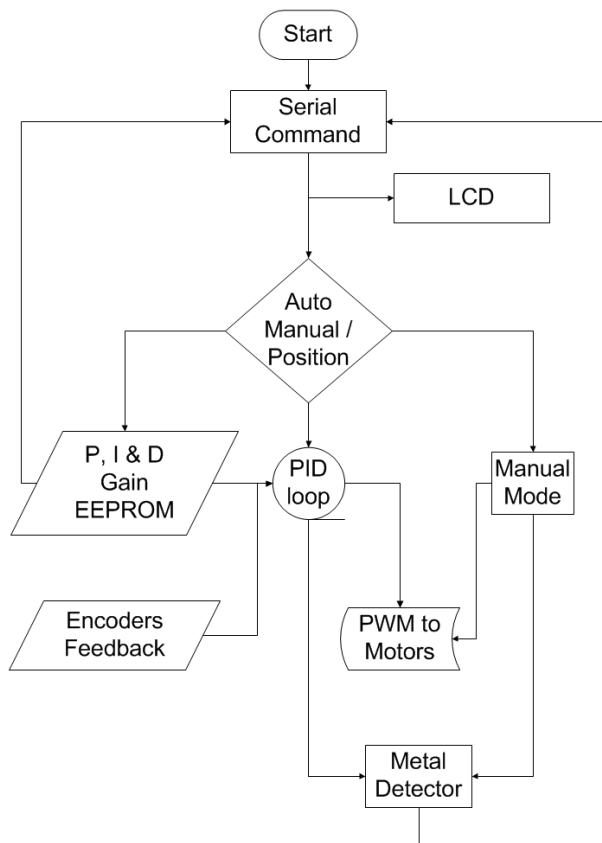 Start
Serial
Command
LCD
Auto
Manual /
Position
P, I & D
Gain
EEPROM
PID
loop
Manual
Mode
Encoders
Feedback
PWM to
Motors
Metal
Detector